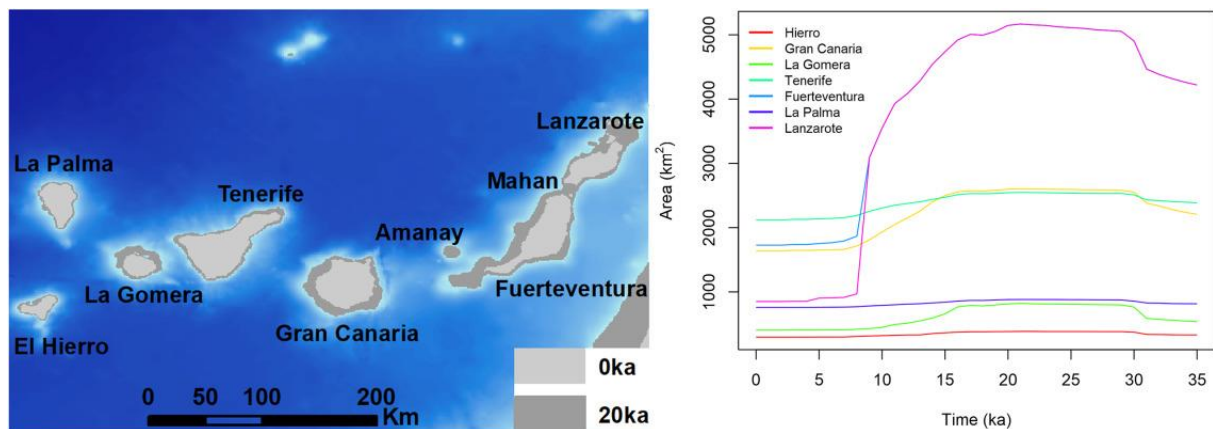 Lanzarote
La Palma
Mahan
Tenerife
Amanay
La Gomera
Fuerteventura
Gran Canaria
El Hierro
0ka
20ka
0 50 100 200
Km
Hierro
Gran Canaria
La Gomera
Tenerife
Fuerteventura
La Palma
Lanzarote
Area (km²)
5000
4000
3000
2000
1000
0 5 10 15 20 25 30 35
Time (ka)